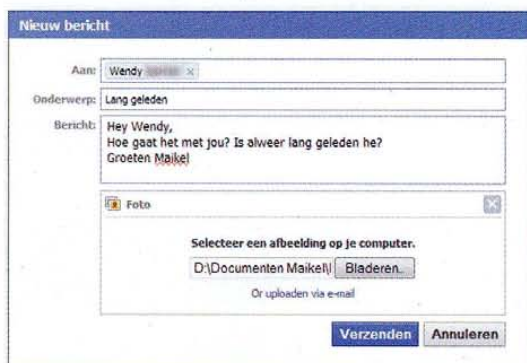 Nieuw bericht
Aan: Wendy
Onderwerp: Lang geleden
Bericht: Hey Wendy,
Hoe gaat het met jou? Is alweer lang geleden he?
Groeten Maikel
Foto
Selecteer een afbeelding op je computer.
D:\Documenten Maikel\ Bladeren..
Or uploaden via e-mail
Verzenden Annuleren